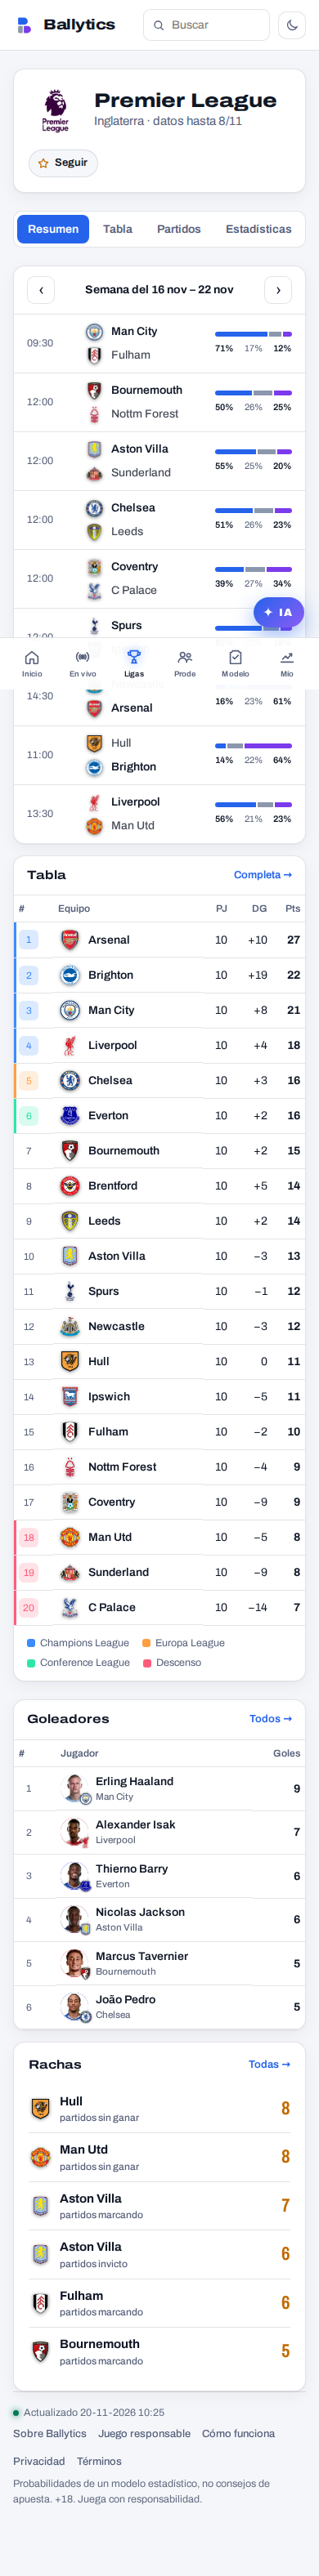 Ballytics
Buscar
Premier League
Premier League
Inglaterra · datos hasta 8/11
Seguir
Resumen Tabla Partidos Estadísticas
‹ Semana del 16 nov – 22 nov ›
09:30 Man City Fulham 71% 17% 12%
12:00 Bournemouth Nottm Forest 50% 26% 25%
12:00 Aston Villa Sunderland 55% 25% 20%
12:00 Chelsea Leeds 51% 26% 23%
12:00 Coventry C Palace 39% 27% 34%
✦ IA
12:00 Spurs
Inicio En vivo Ligas Prode Modelo Mío
14:30 Arsenal 16% 23% 61%
11:00 Hull Brighton 14% 22% 64%
13:30 Liverpool Man Utd 56% 21% 23%
Tabla Completa →
# Equipo PJ DG Pts
1 Arsenal 10 +10 27
2 Brighton 10 +19 22
3 Man City 10 +8 21
4 Liverpool 10 +4 18
5 Chelsea 10 +3 16
6 Everton 10 +2 16
7 Bournemouth 10 +2 15
8 Brentford 10 +5 14
9 Leeds 10 +2 14
10 Aston Villa 10 −3 13
11 Spurs 10 −1 12
12 Newcastle 10 −3 12
13 Hull 10 0 11
14 Ipswich 10 −5 11
15 Fulham 10 −2 10
16 Nottm Forest 10 −4 9
17 Coventry 10 −9 9
18 Man Utd 10 −5 8
19 Sunderland 10 −9 8
20 C Palace 10 −14 7
Champions League Europa League
Conference League Descenso
Goleadores Todos →
# Jugador Goles
1 Erling Haaland 9
Man City
2 Alexander Isak 7
Liverpool
3 Thierno Barry 6
Everton
4 Nicolas Jackson 6
Aston Villa
5 Marcus Tavernier 5
Bournemouth
6 João Pedro 5
Chelsea
Rachas Todas →
Hull 8
partidos sin ganar
Man Utd 8
partidos sin ganar
Aston Villa 7
partidos marcando
Aston Villa 6
partidos invicto
Fulham 6
partidos marcando
Bournemouth 5
partidos marcando
Actualizado 20-11-2026 10:25
Sobre Ballytics Juego responsable Cómo funciona
Privacidad Términos
Probabilidades de un modelo estadístico, no consejos de
apuesta. +18. Juega con responsabilidad.